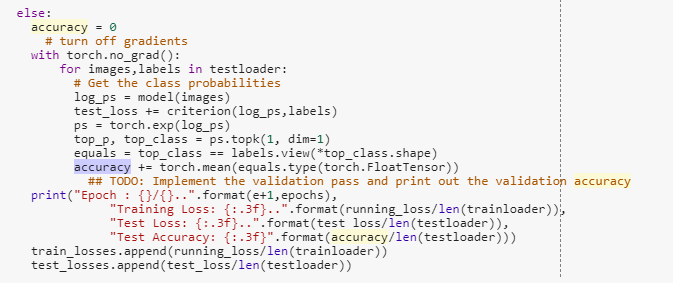 else:
accuracy = 0
# turn off gradients
with torch.no_grad():
for images,labels in testloader:
# Get the class probabilities
log_ps = model(images)
test_loss += criterion(log_ps,labels)
ps = torch.exp(log_ps)
top_p, top_class = ps.topk(1, dim=1)
equals = top_class == labels.view(*top_class.shape)
accuracy += torch.mean(equals.type(torch.FloatTensor))
## TODO: Implement the validation pass and print out the validation accuracy
print("Epoch : {}/{}..".format(e+1,epochs),
"Training Loss: {:.3f}..".format(running_loss/len(trainloader)),
"Test Loss: {:.3f}..".format(test_loss/len(testloader)),
"Test Accuracy: {:.3f}".format(accuracy/len(testloader)))
train_losses.append(running_loss/len(trainloader))
test_losses.append(test_loss/len(testloader))